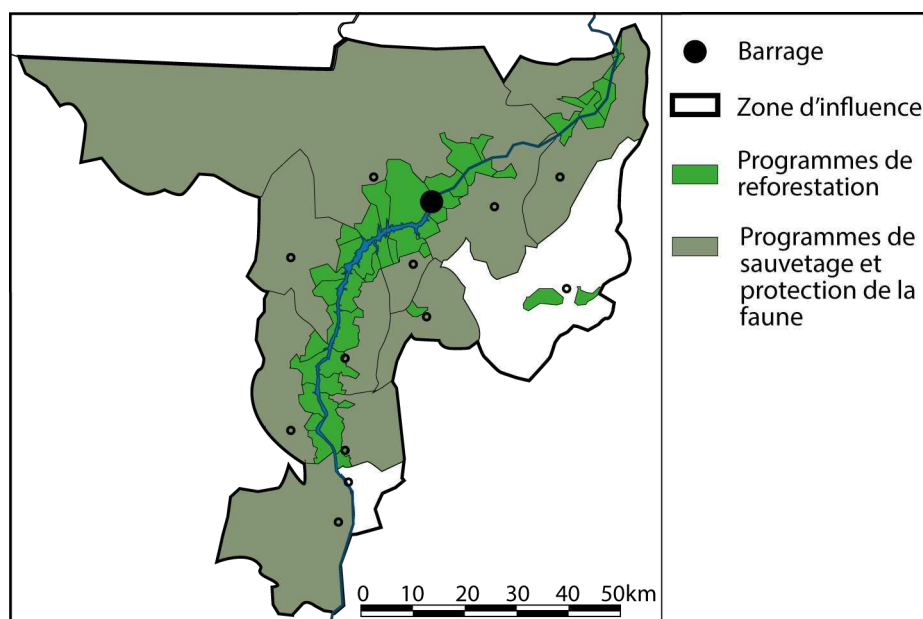 Barrage
Zone d'influence
Programmes de
reforestation
Programmes de
sauvetage et
protection de la
faune
0 10 20 30 40 50km